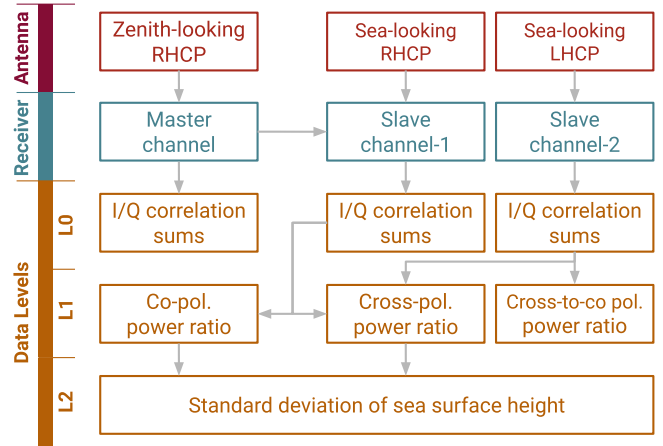 Antenna
Zenith-looking
RHCP
Sea-looking
RHCP
Sea-looking
LHCP
Receiver
Master
channel
Slave
channel-1
Slave
channel-2
Data Levels
L0
I/Q correlation
sums
I/Q correlation
sums
I/Q correlation
sums
L1
Co-pol.
power ratio
Cross-pol.
power ratio
Cross-to-co pol.
power ratio
L2
Standard deviation of sea surface height